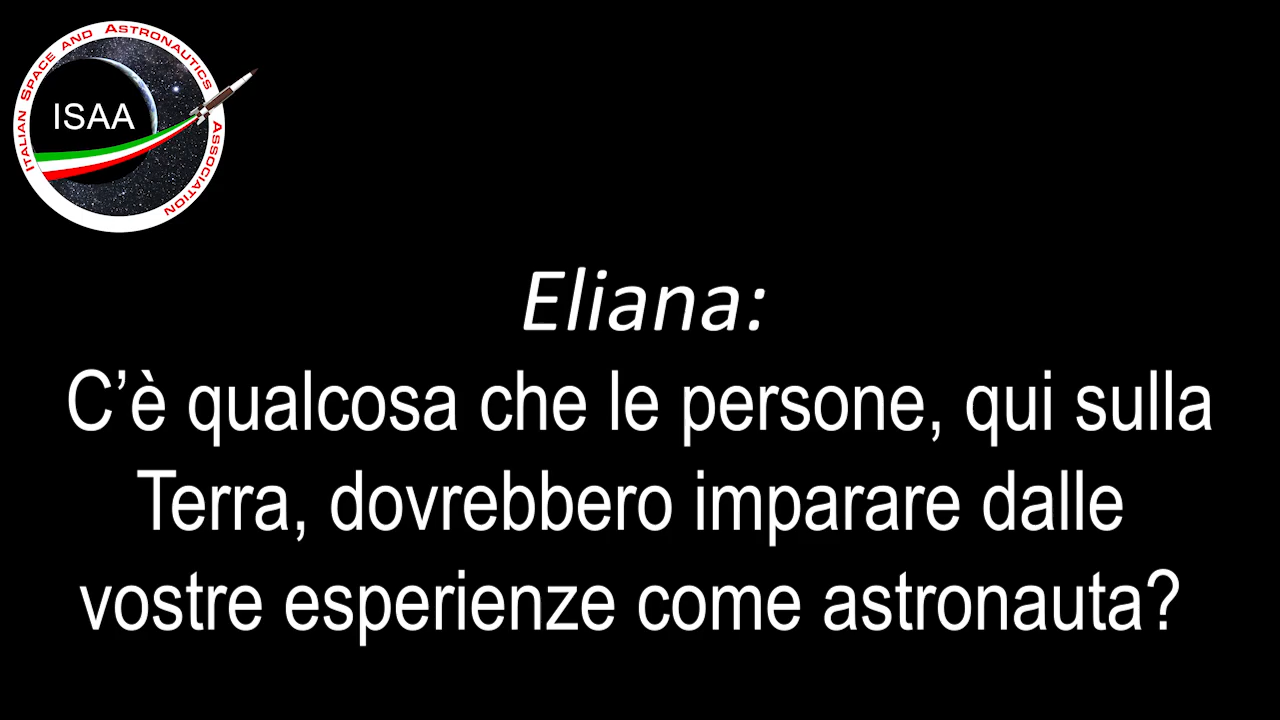 ITALIAN SPACE AND ASTRONAUTICS ASSOCIATION
ISAA
Eliana:
C’è qualcosa che le persone, qui sulla
Terra, dovrebbero imparare dalle
vostre esperienze come astronauta?